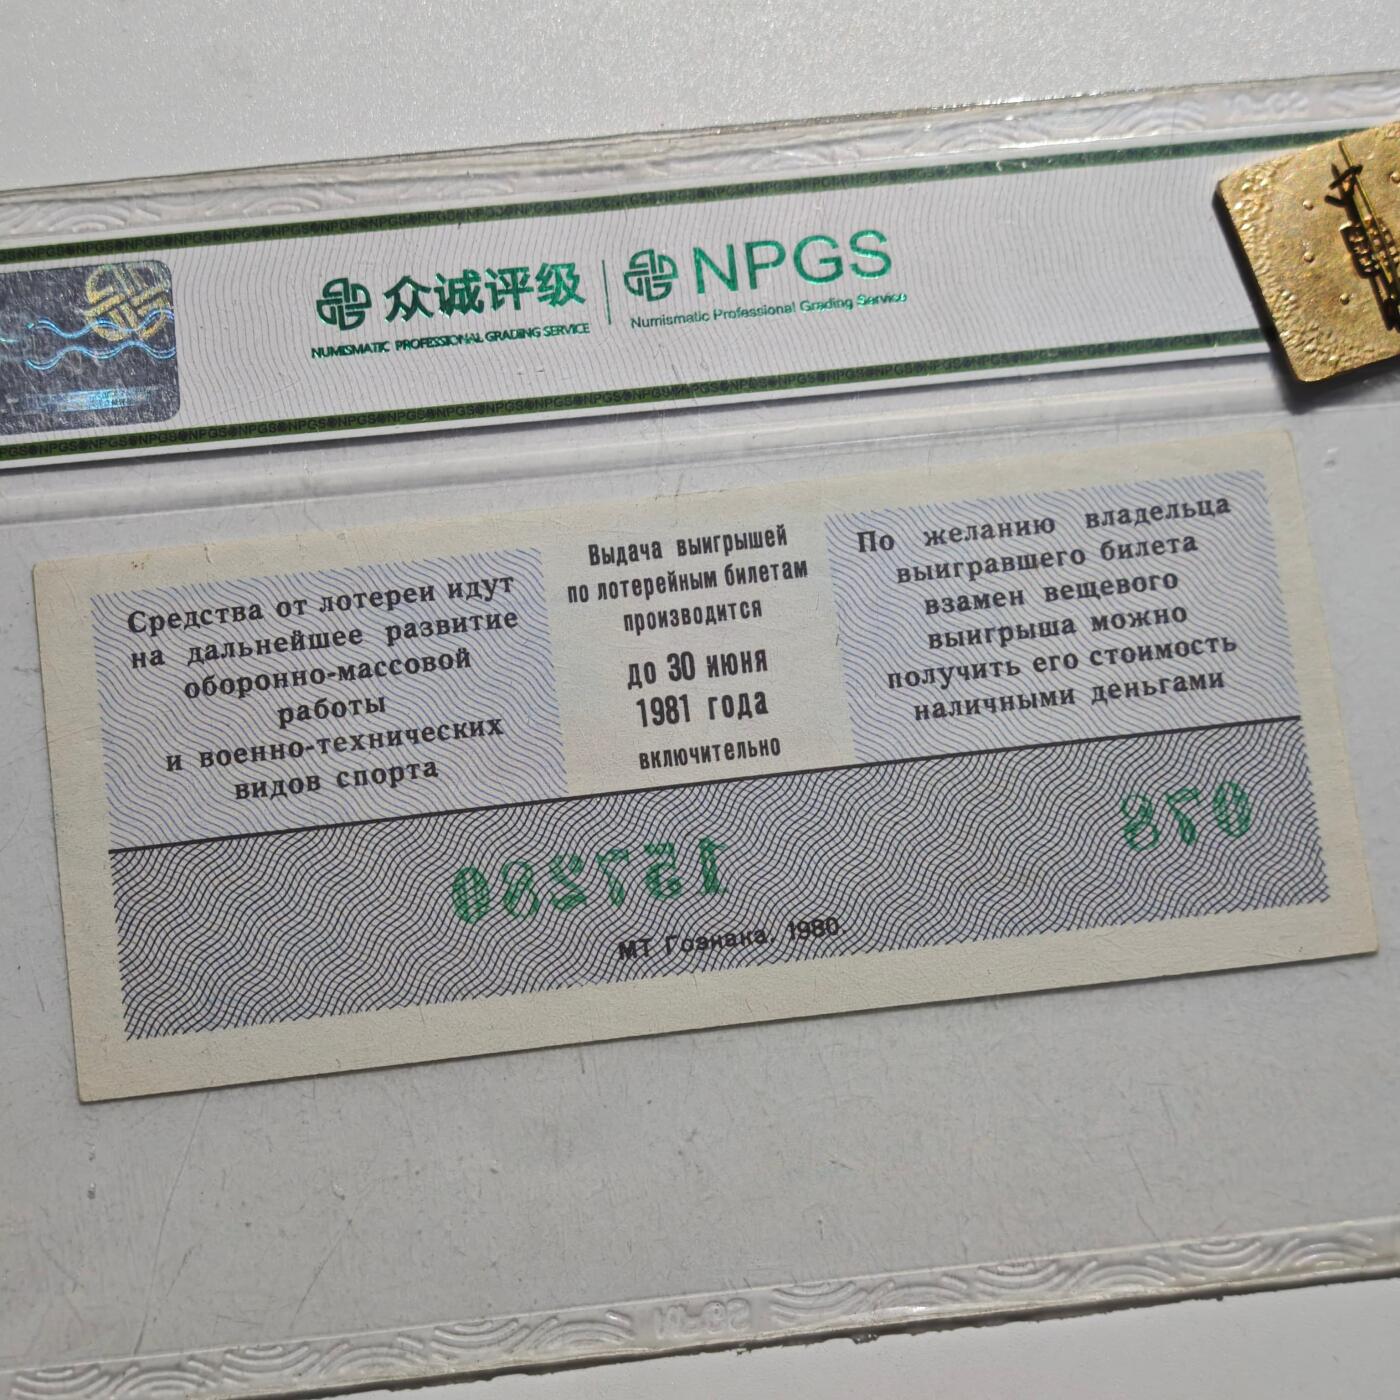 众诚评级
NUMISMATIC PROFESSIONAL GRADING SERVICE
NPGS
Numismatic Professional Grading Service
Средства от лотереи идут
на дальнейшее развитие
оборонно-массовой
работы
и военно-технических
видов спорта
Выдача выигрышей
по лотерейным билетам
производится
до 30 июня
1981 года
включительно
По желанию владельца
выигравшего билета
взамен вещевого
выигрыша можно
получить его стоимость
наличными деньгами
157280
078
МТ Гознака. 1980.